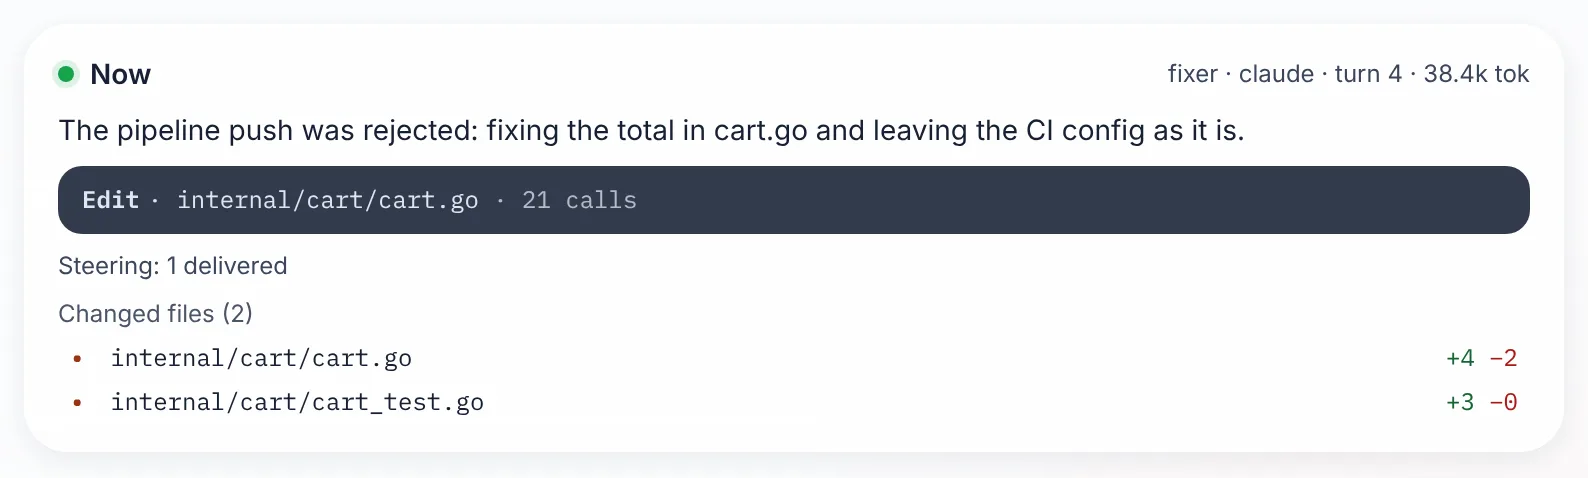 Now
fixer · claude · turn 4 · 38.4k tok
The pipeline push was rejected: fixing the total in cart.go and leaving the CI config as it is.
Edit · internal/cart/cart.go · 21 calls
Steering: 1 delivered
Changed files (2)
• internal/cart/cart.go +4 −2
• internal/cart/cart_test.go +3 −0